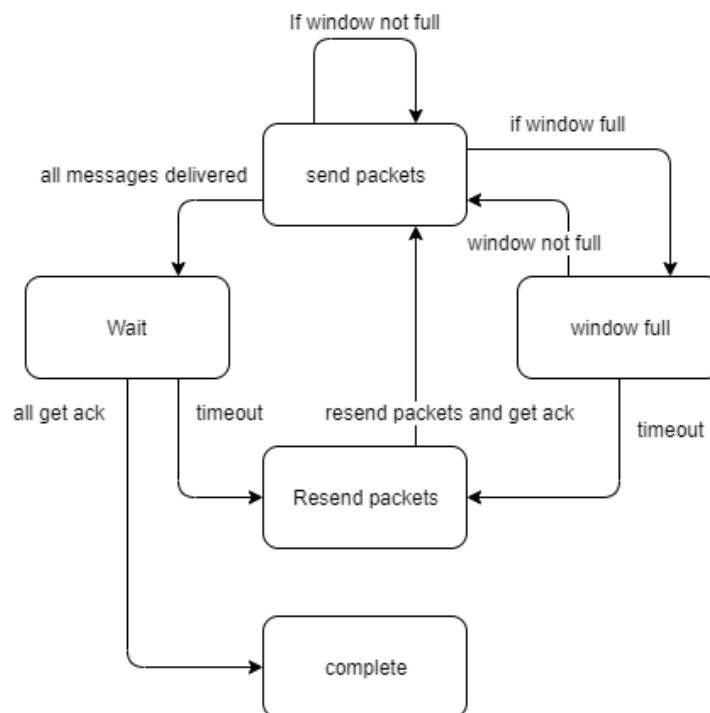 If window not full
if window full
all messages delivered
send packets
window not full
Wait
window full
all get ack
timeout
resend packets and get ack
timeout
Resend packets
complete